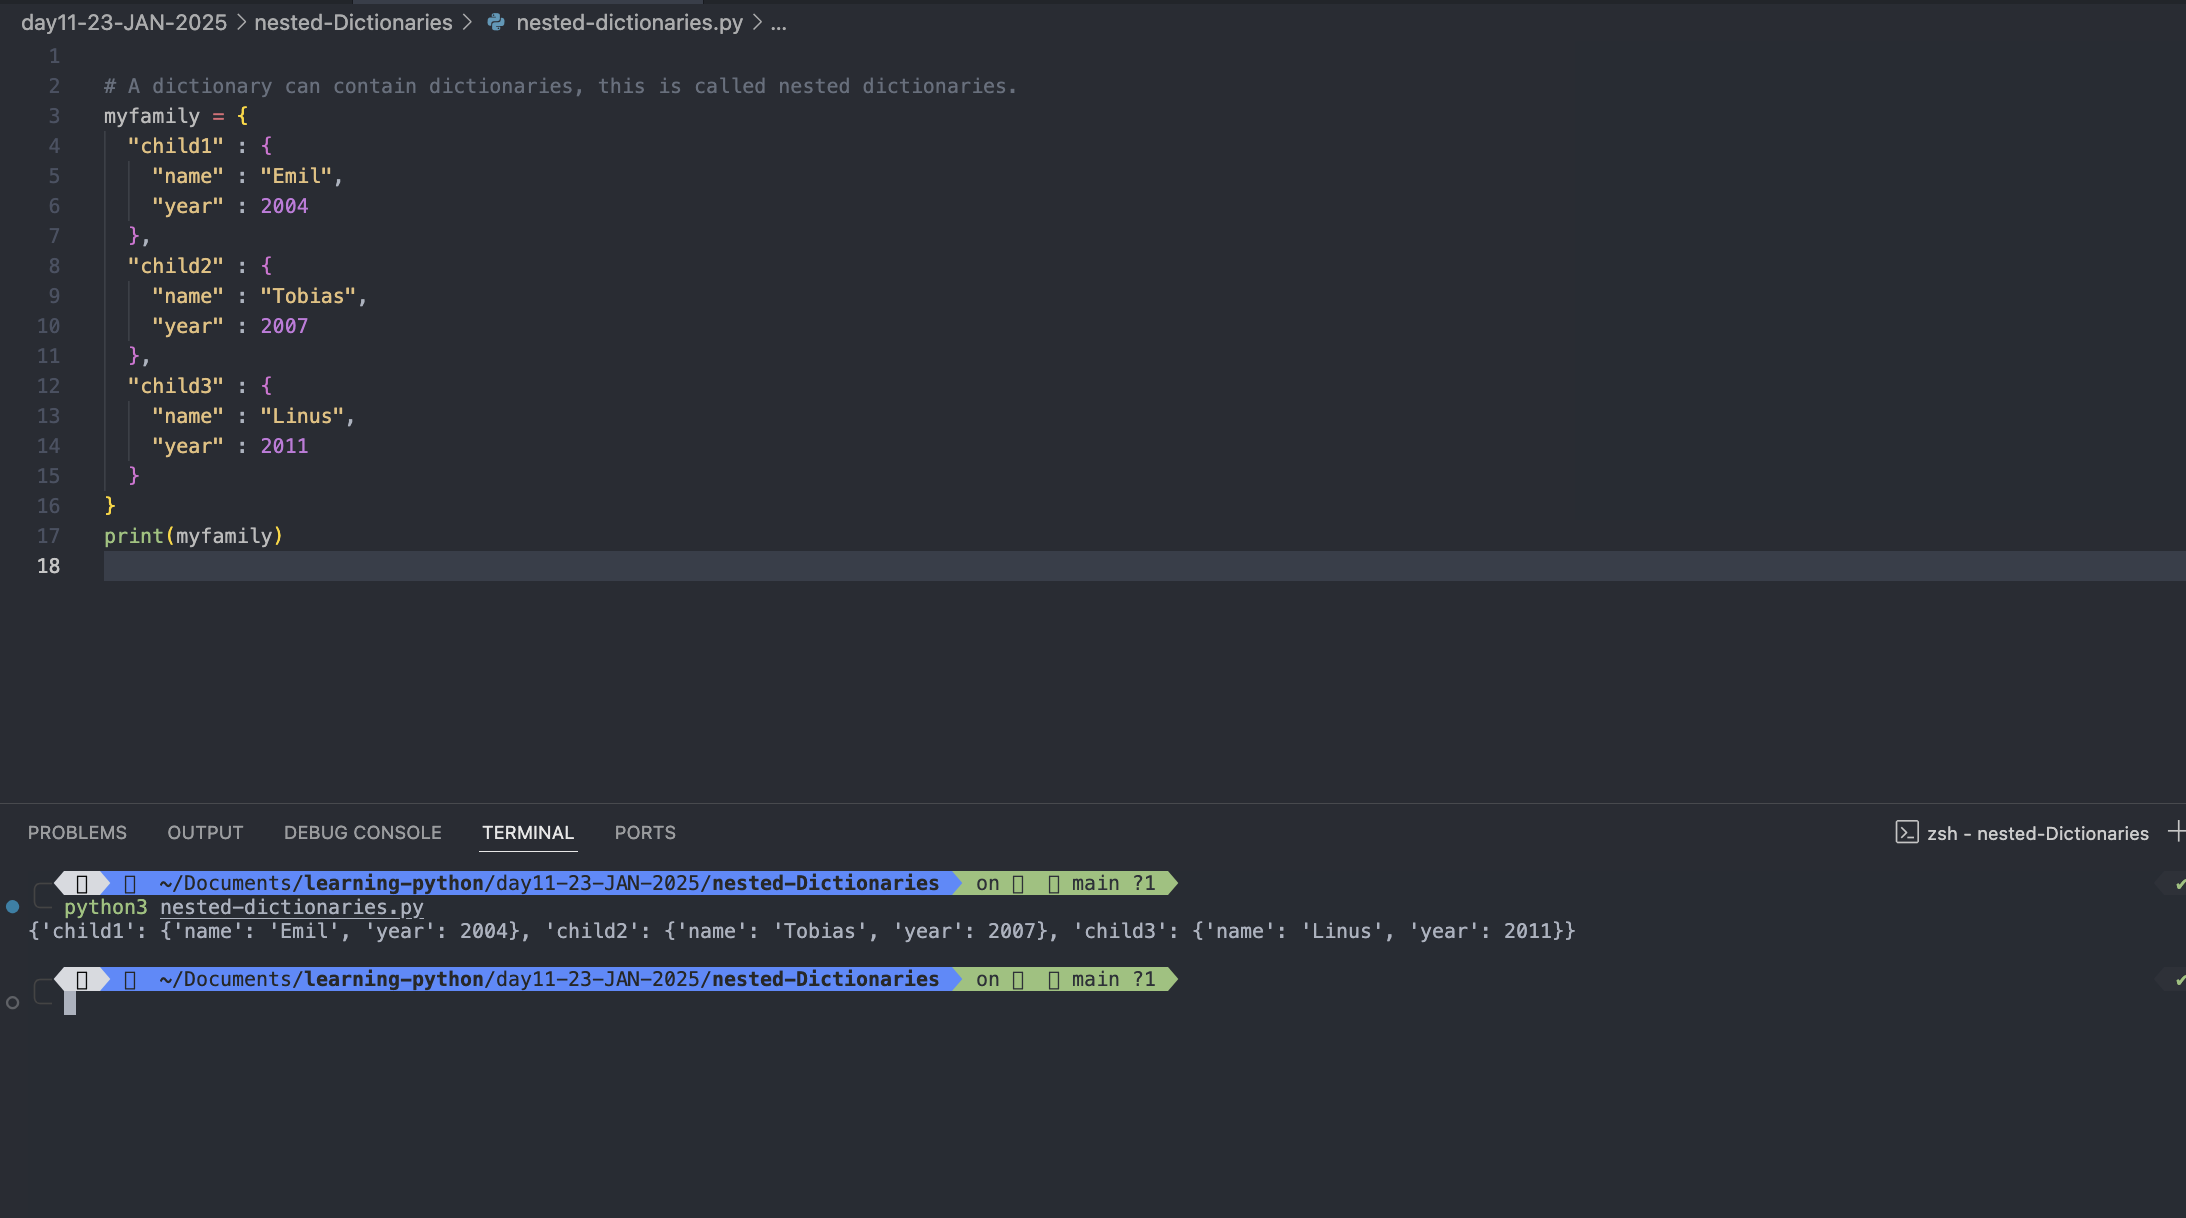 day11-23-JAN-2025 > nested-Dictionaries > nested-dictionaries.py > ...
1
2 # A dictionary can contain dictionaries, this is called nested dictionaries.
3 myfamily = {
4   "child1" : {
5     "name" : "Emil",
6     "year" : 2004
7   },
8   "child2" : {
9     "name" : "Tobias",
10     "year" : 2007
11   },
12   "child3" : {
13     "name" : "Linus",
14     "year" : 2011
15   }
16 }
17 print(myfamily)
18
PROBLEMS OUTPUT DEBUG CONSOLE TERMINAL PORTS zsh - nested-Dictionaries
~/Documents/learning-python/day11-23-JAN-2025/nested-Dictionaries on main ?1
python3 nested-dictionaries.py
{'child1': {'name': 'Emil', 'year': 2004}, 'child2': {'name': 'Tobias', 'year': 2007}, 'child3': {'name': 'Linus', 'year': 2011}}
~/Documents/learning-python/day11-23-JAN-2025/nested-Dictionaries on main ?1